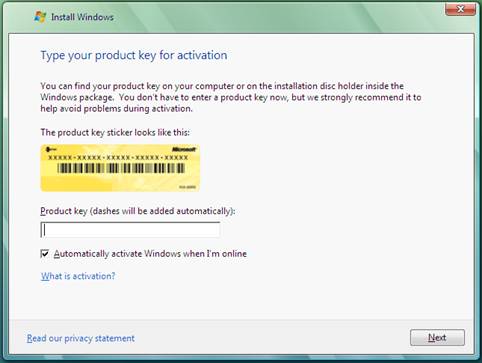 Install Windows
Type your product key for activation
You can find your product key on your computer or on the installation disc holder inside the
Windows package. You don't have to enter a product key now, but we strongly recommend it to
help avoid problems during activation.
The product key sticker looks like this:
Microsoft
XXXXX-XXXXX-XXXXX-XXXXX-XXXXX
Product key (dashes will be added automatically):
Automatically activate Windows when I'm online
What is activation?
Read our privacy statement
Next